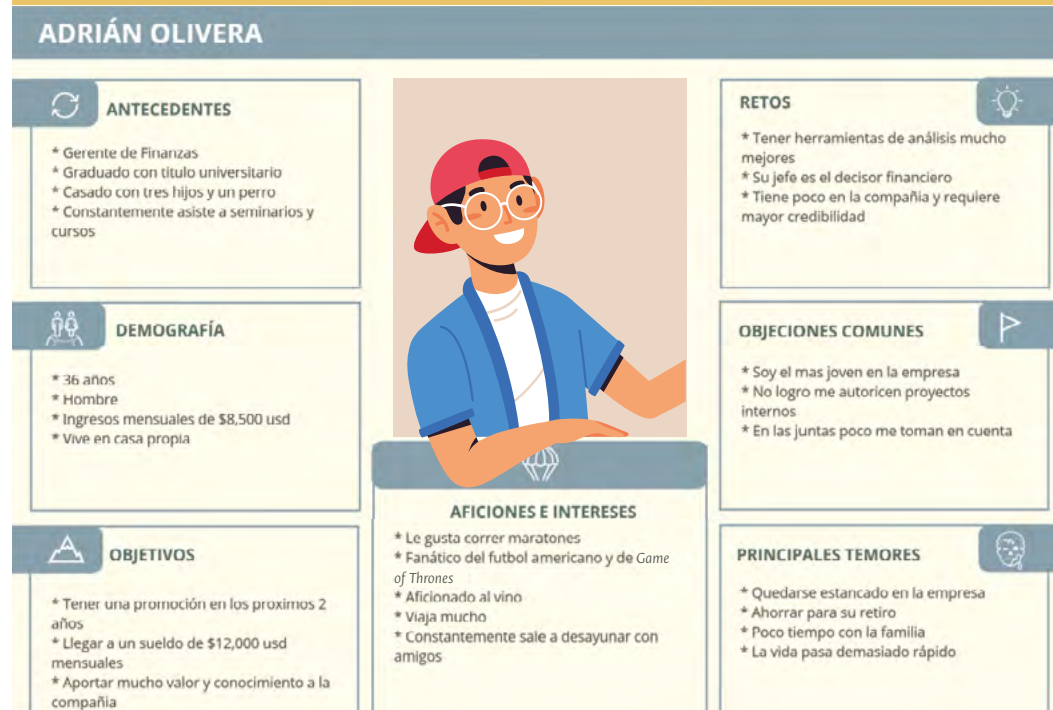 ADRIÁN OLIVERA
ANTECEDENTES
* Gerente de Finanzas
* Graduado con titulo universitario
* Casado con tres hijos y un perro
* Constantemente asiste a seminarios y
cursos
DEMOGRAFÍA
* 36 años
* Hombre
* Ingresos mensuales de $8,500 usd
* Vive en casa propia
OBJETIVOS
* Tener una promoción en los proximos 2
años
* Llegar a un sueldo de $12,000 usd
mensuales
* Aportar mucho valor y conocimiento a la
compañia
AFICIONES E INTERESES
* Le gusta correr maratones
* Fanático del futbol americano y de Game
of Thrones
* Aficionado al vino
* Viaja mucho
* Constantemente sale a desayunar con
amigos
RETOS
* Tener herramientas de análisis mucho
mejores
* Su jefe es el decisor financiero
* Tiene poco en la compañia y requiere
mayor credibilidad
OBJECIONES COMUNES
* Soy el mas joven en la empresa
* No logro me autoricen proyectos
internos
* En las juntas poco me toman en cuenta
PRINCIPALES TEMORES
* Quedarse estancado en la empresa
* Ahorrar para su retiro
* Poco tiempo con la familia
* La vida pasa demasiado rápido